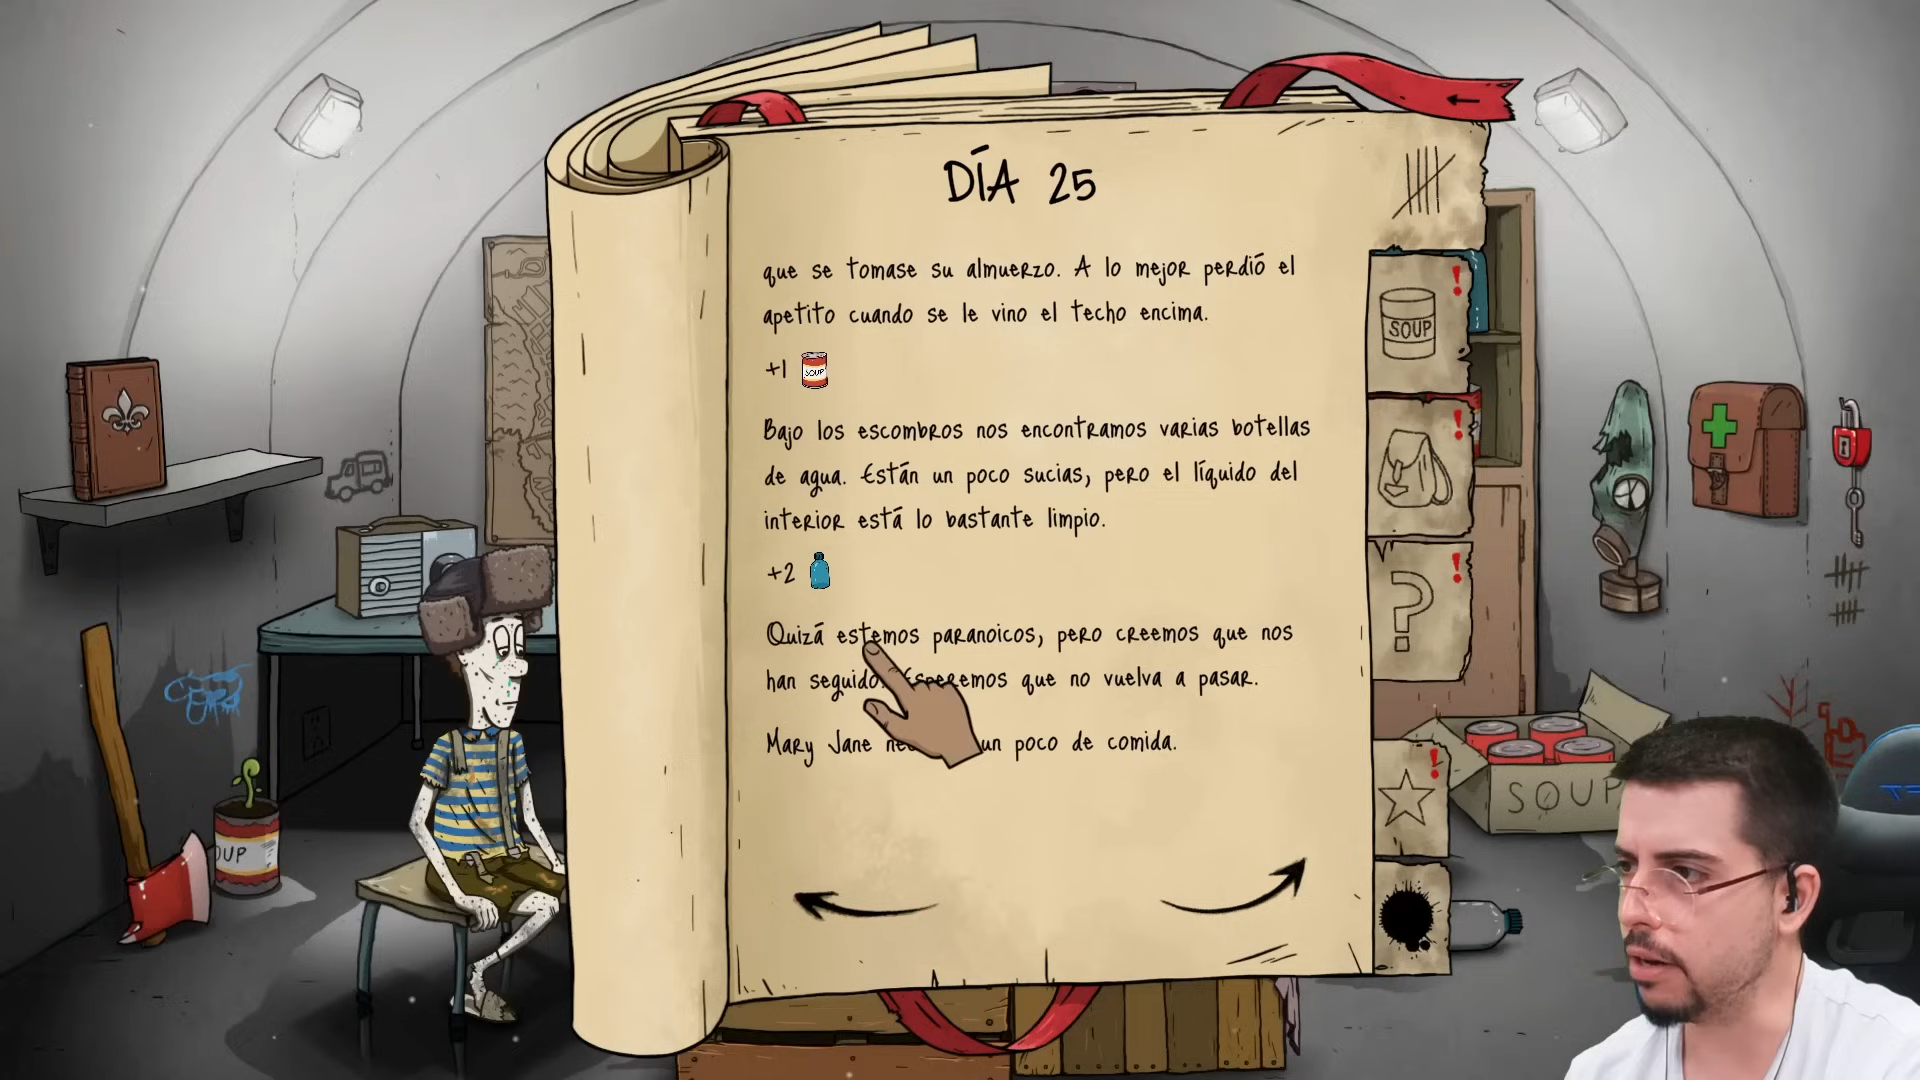 DÍA 25
que se tomase su almuerzo. A lo mejor perdió el
apetito cuando se le vino el techo encima.
+1 SOUP
Bajo los escombros nos encontramos varias botellas
de agua. Están un poco sucias, pero el líquido del
interior está lo bastante limpio.
+2
Quizá estemos paranoicos, pero creemos que nos
han seguido. Esperemos que no vuelva a pasar.
Mary Jane un poco de comida.
SOUP
!
!
?
!
!
OUP
SOUP